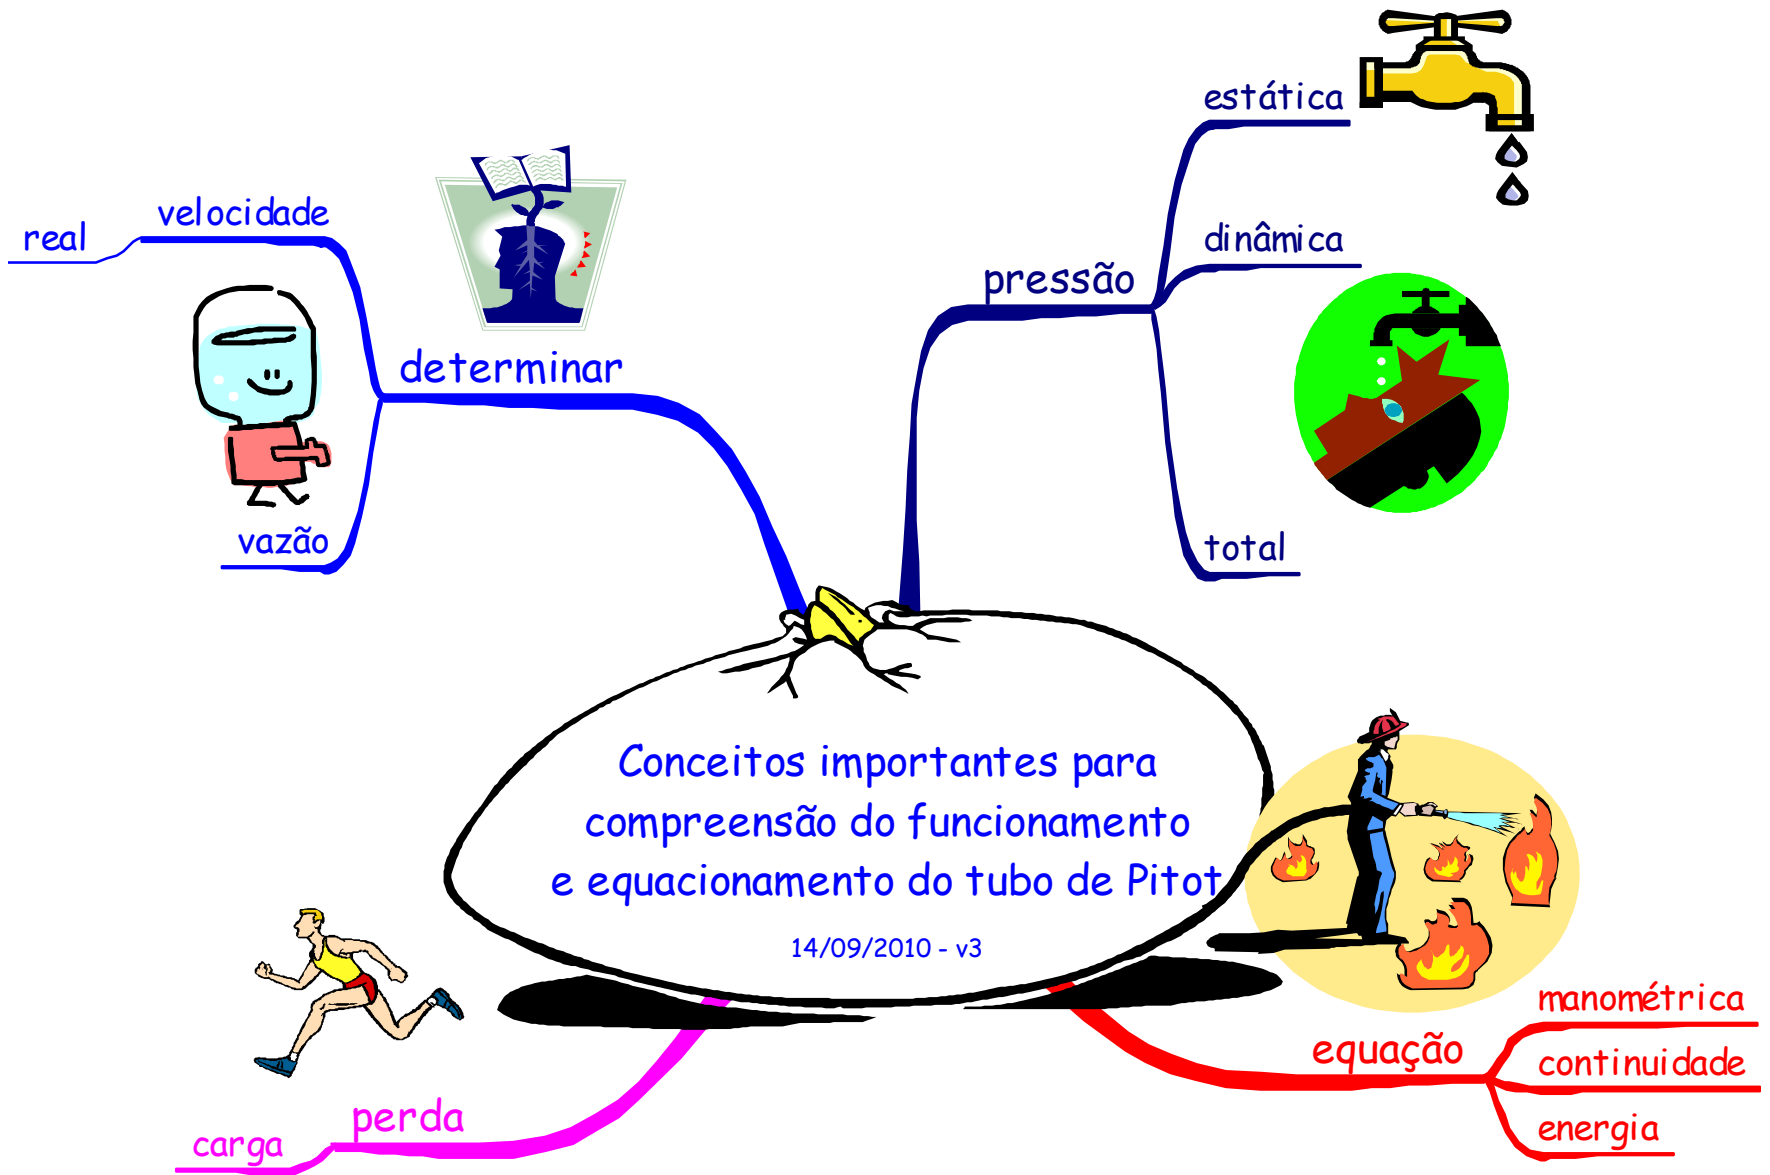 Conceitos importantes para
compreensão do funcionamento
e equacionamento do tubo de Pitot
14/09/2010 - v3
pressão
estática
dinâmica
total
equação
manométrica
continuidade
energia
perda
carga
determinar
velocidade
real
vazão